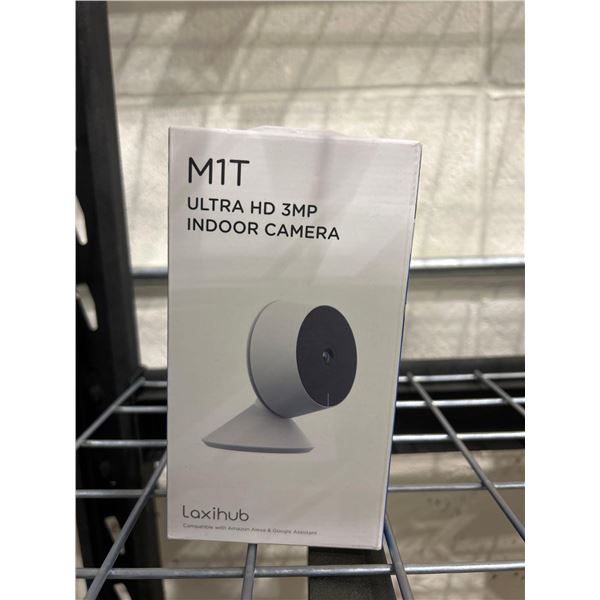 M1T
ULTRA HD 3MP
INDOOR CAMERA
Laxihub
Compatible with Amazon Alexa & Google Assistant